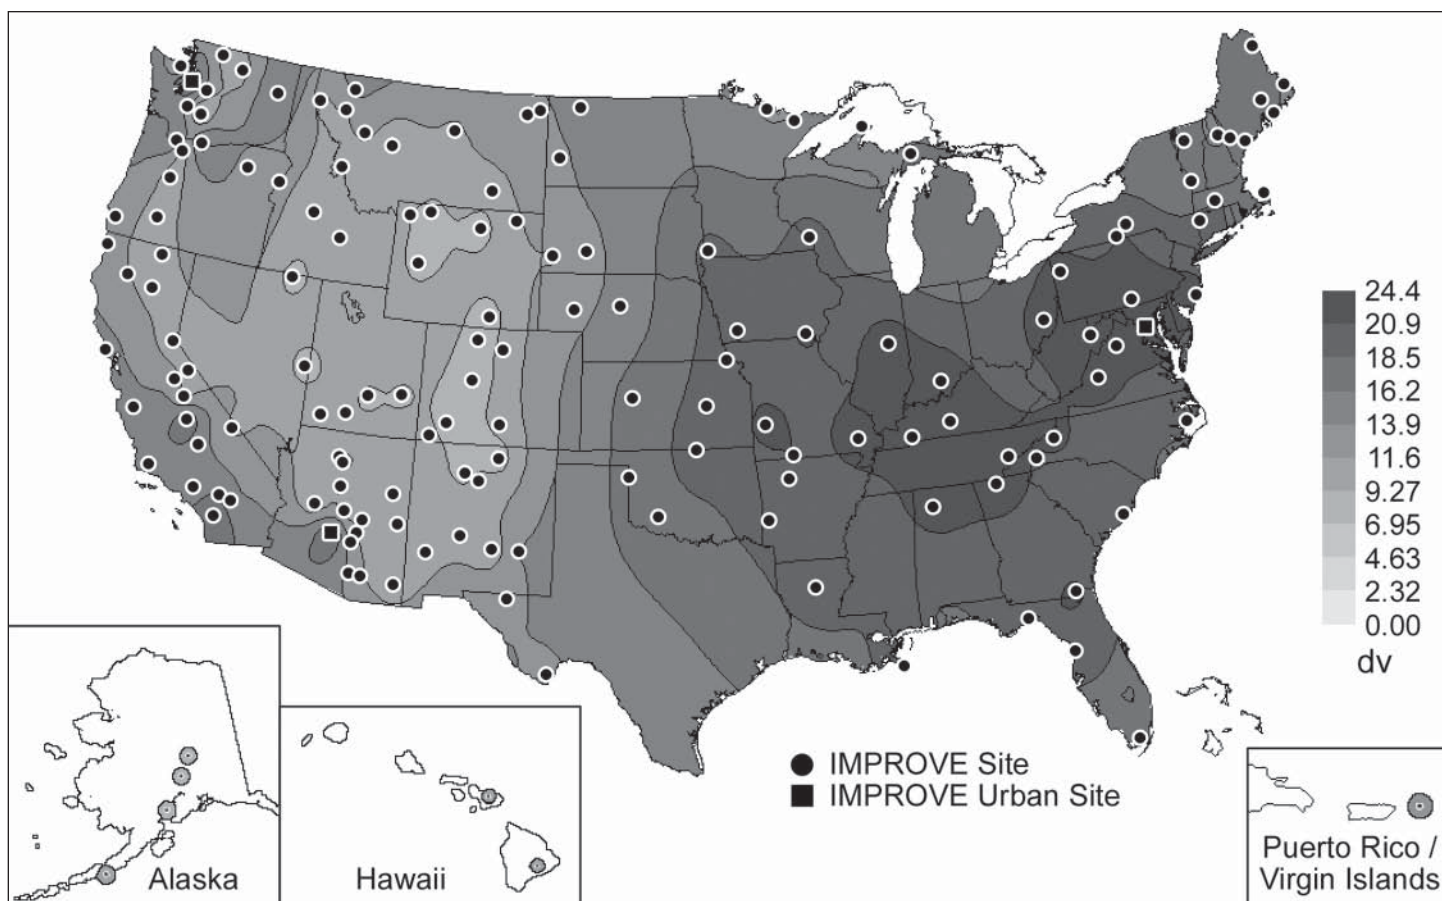 24.4
20.9
18.5
16.2
13.9
11.6
9.27
6.95
4.63
2.32
0.00
dv
IMPROVE Site
IMPROVE Urban Site
Alaska
Hawaii
Puerto Rico /
Virgin Islands